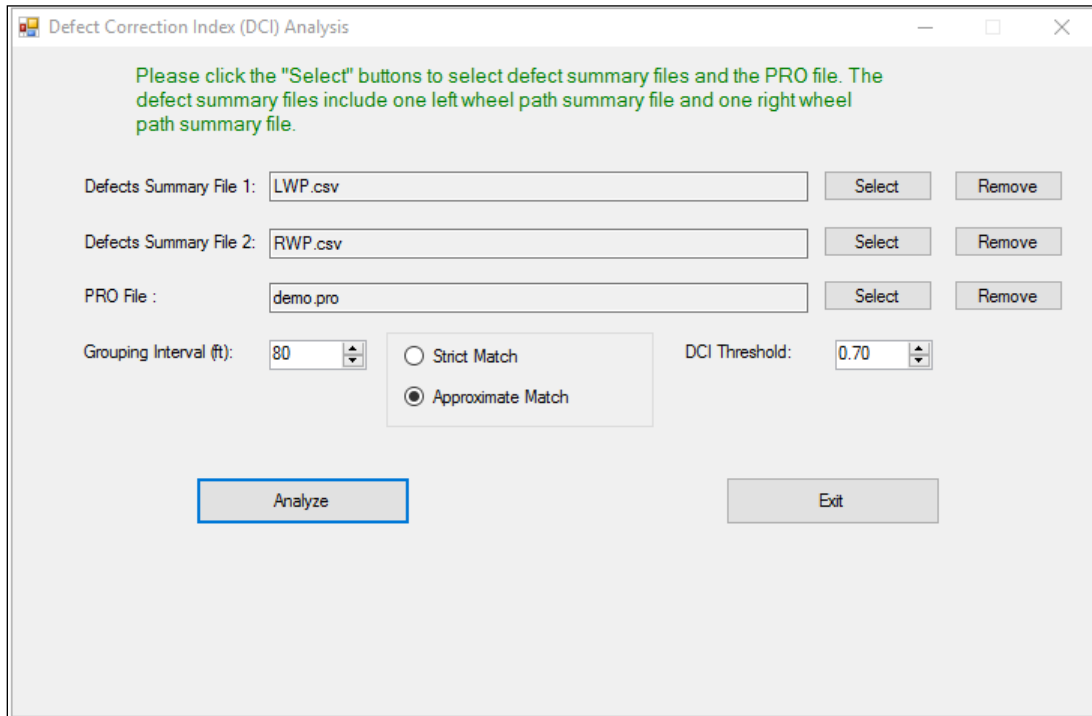 Defect Correction Index (DCI) Analysis
Please click the "Select" buttons to select defect summary files and the PRO file. The
defect summary files include one left wheel path summary file and one right wheel
path summary file.
Defects Summary File 1: LWP.csv Select Remove
Defects Summary File 2: RWP.csv Select Remove
PRO File : demo.pro Select Remove
Grouping Interval (ft): 80 Strict Match DCI Threshold: 0.70
Approximate Match
Analyze Exit